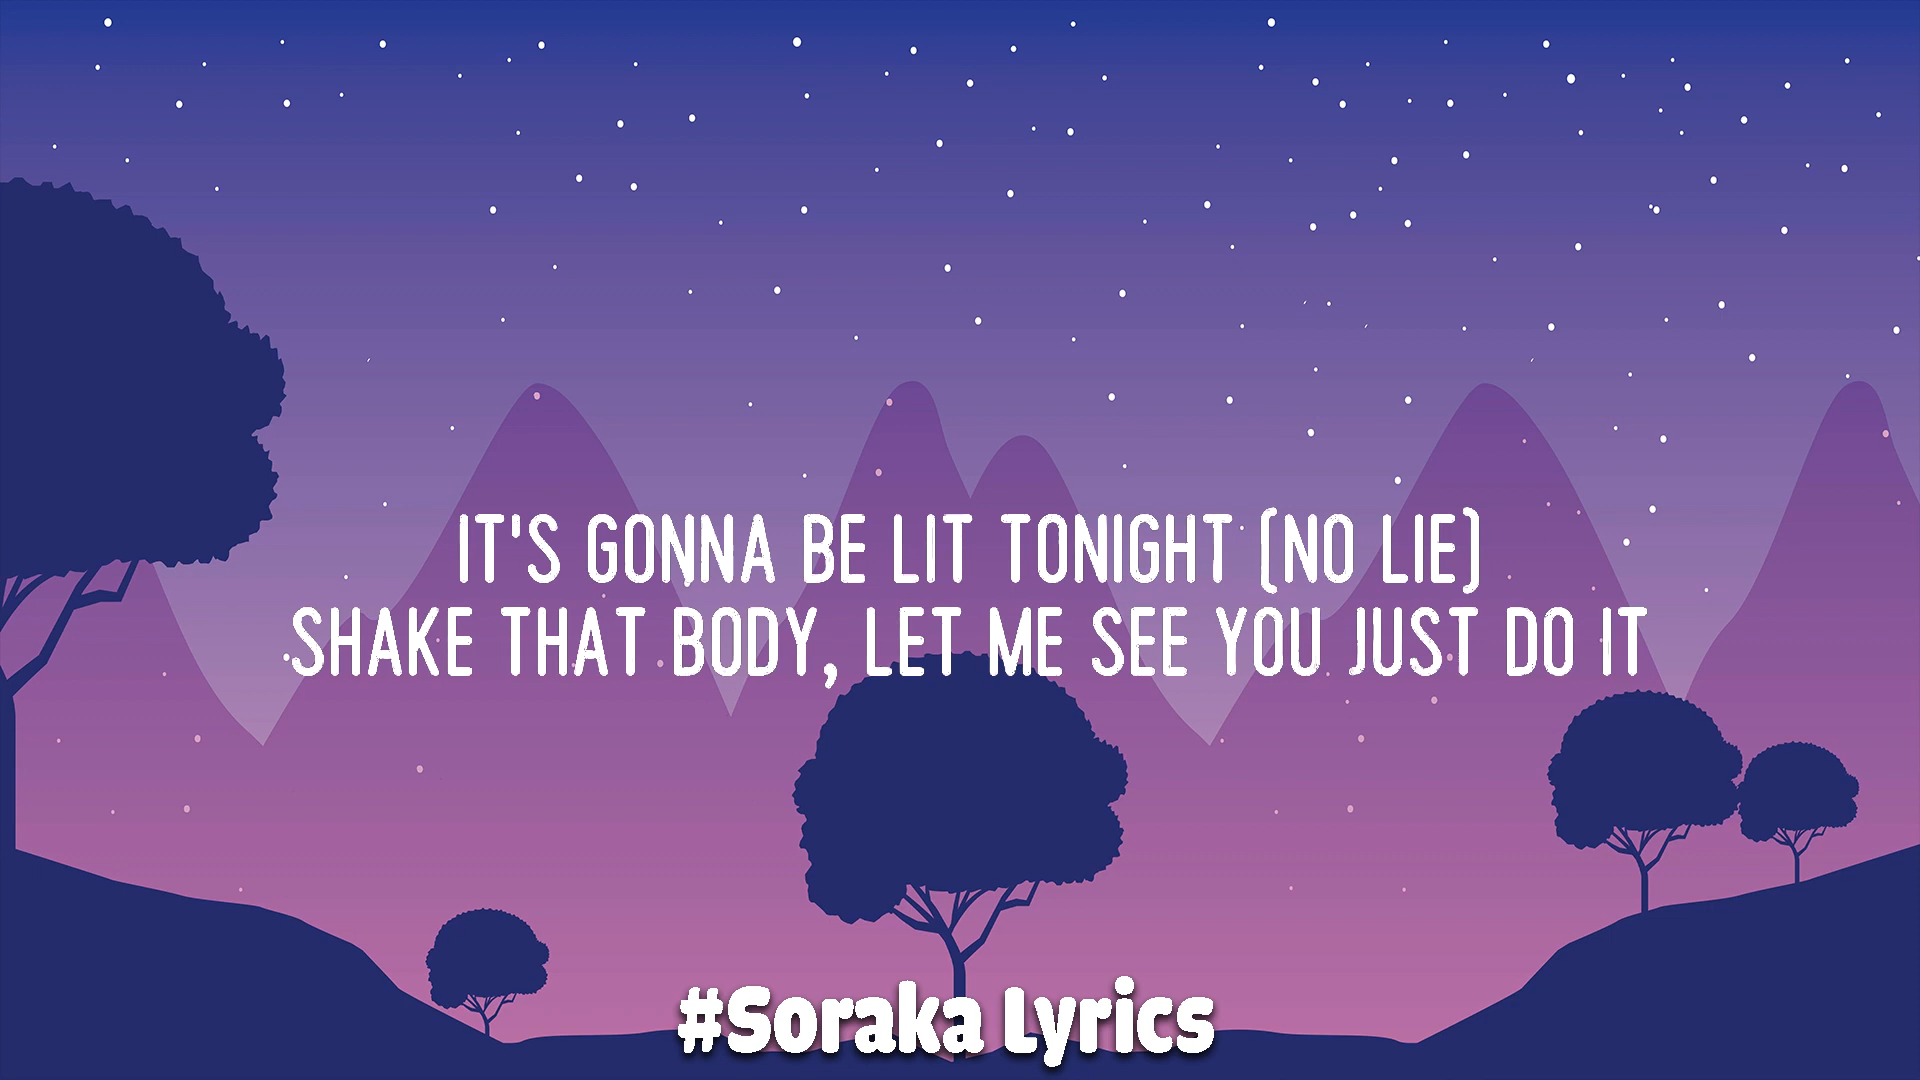 IT'S GONNA BE LIT TONIGHT (NO LIE)
SHAKE THAT BODY, LET ME SEE YOU JUST DO IT
#Soraka Lyrics